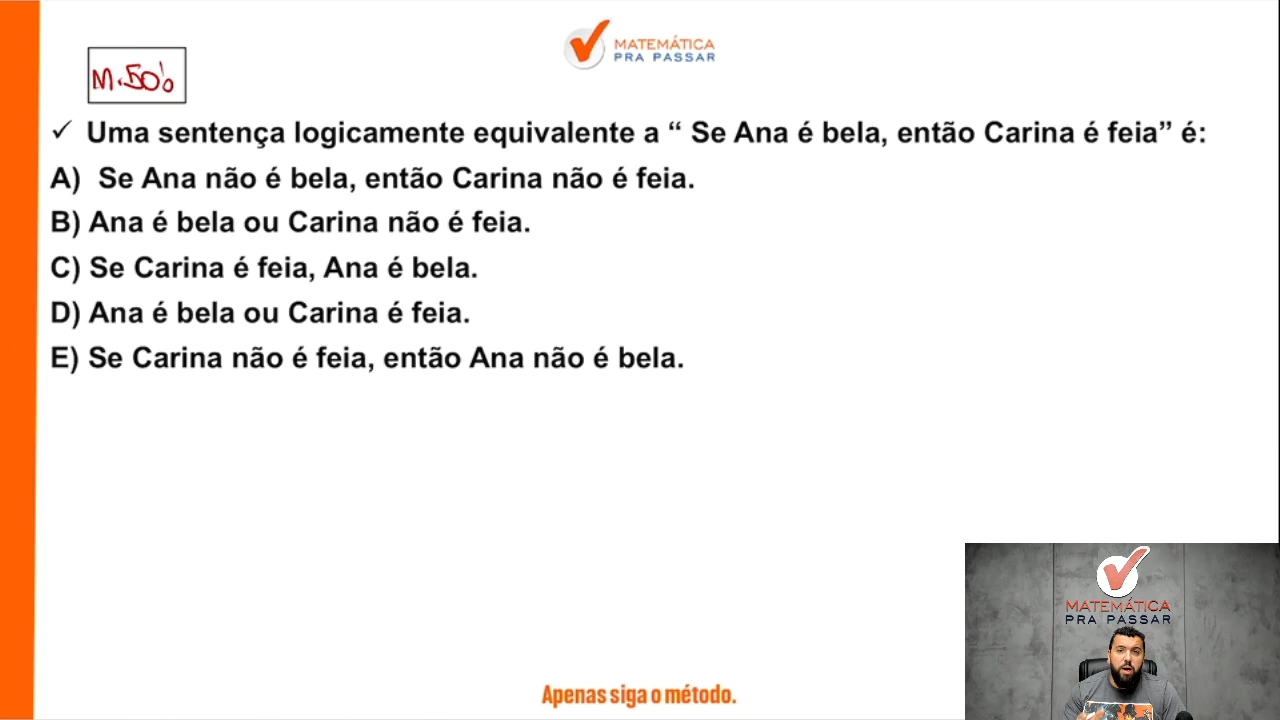 MATEMÁTICA
PRA PASSAR
✓ Uma sentença logicamente equivalente a “ Se Ana é bela, então Carina é feia” é:
A) Se Ana não é bela, então Carina não é feia.
B) Ana é bela ou Carina não é feia.
C) Se Carina é feia, Ana é bela.
D) Ana é bela ou Carina é feia.
E) Se Carina não é feia, então Ana não é bela.
MATEMÁTICA
PRA PASSAR
Apenas siga o método.